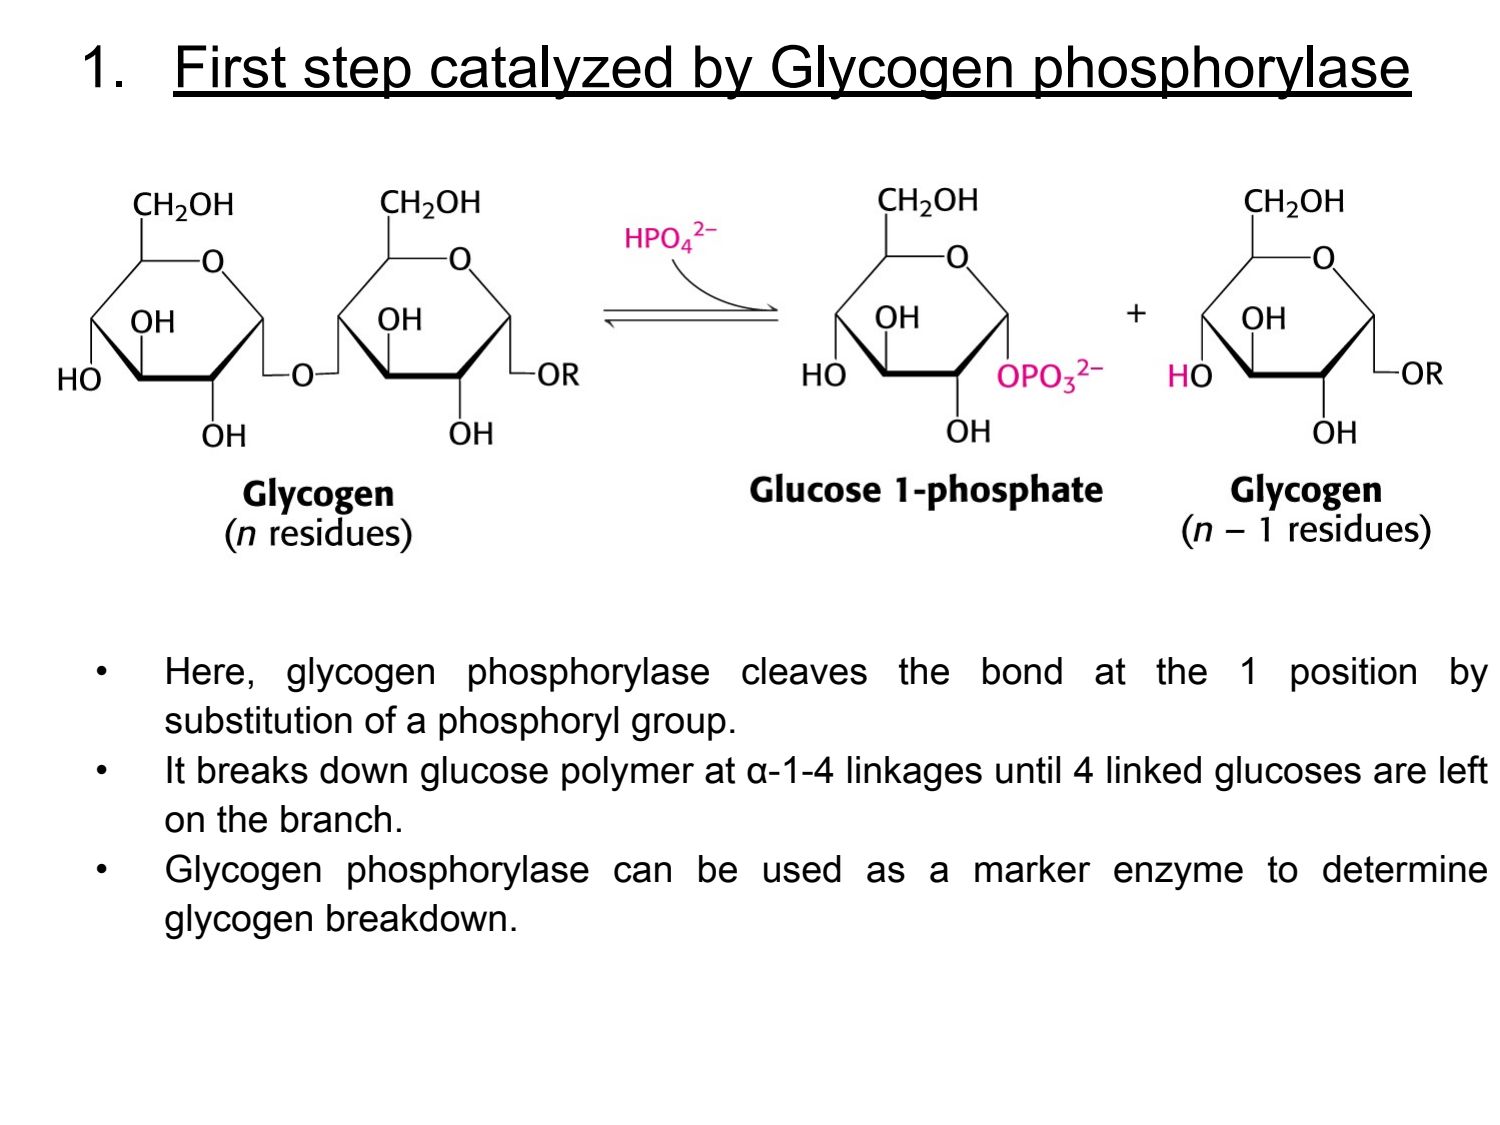 1. First step catalyzed by Glycogen phosphorylase
CH₂OH CH₂OH CH₂OH CH₂OH
HPO₄²⁻
O O O O
OH OH OH + OH
HO O OR HO OPO₃²⁻ HO OR
OH OH OH OH
Glycogen Glucose 1-phosphate Glycogen
(n residues) (n – 1 residues)
• Here, glycogen phosphorylase cleaves the bond at the 1 position by
substitution of a phosphoryl group.
• It breaks down glucose polymer at α-1-4 linkages until 4 linked glucoses are left
on the branch.
• Glycogen phosphorylase can be used as a marker enzyme to determine
glycogen breakdown.